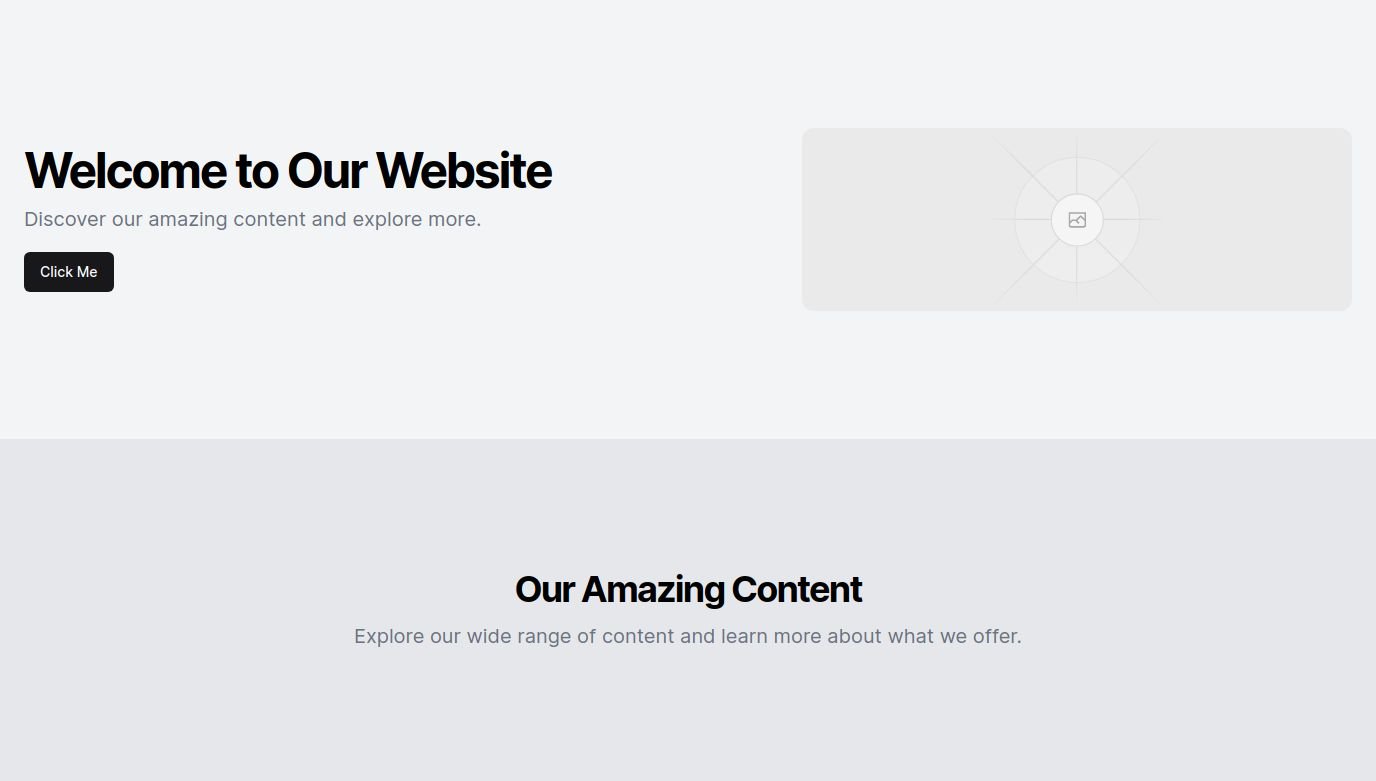 Welcome to Our Website
Discover our amazing content and explore more.
Click Me
Our Amazing Content
Explore our wide range of content and learn more about what we offer.